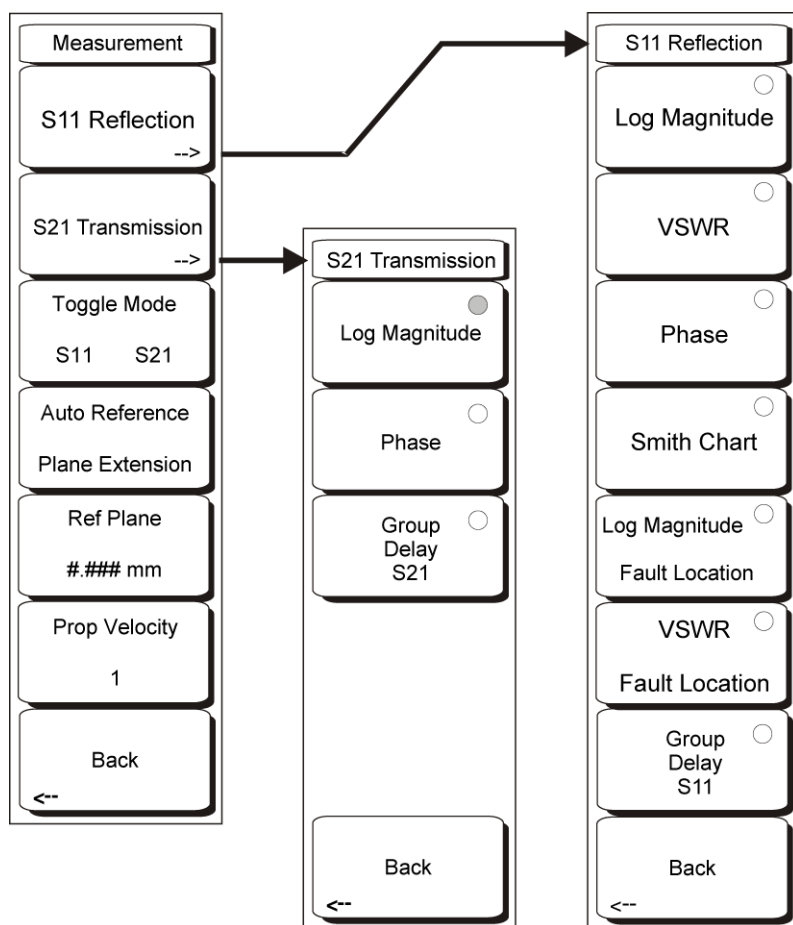 Measurement
S11 Reflection
-->
S21 Transmission
-->
Toggle Mode
S11 S21
Auto Reference
Plane Extension
Ref Plane
#.### mm
Prop Velocity
1
Back
<--
S21 Transmission
Log Magnitude
Phase
Group
Delay
S21
Back
<--
S11 Reflection
Log Magnitude
VSWR
Phase
Smith Chart
Log Magnitude
Fault Location
VSWR
Fault Location
Group
Delay
S11
Back
<--